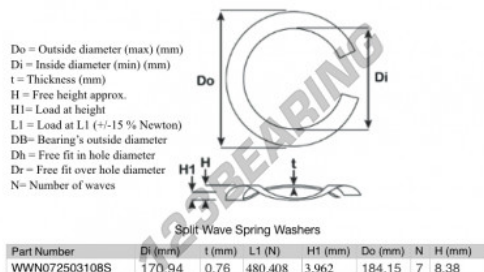 Do = Outside diameter (max) (mm)
Di = Inside diameter (min) (mm)
t = Thickness (mm)
H = Free height approx.
H1= Load at height
L1 = Load at L1 (+/-15 % Newton)
DB= Bearing's outside diameter
Dh = Free fit in hole diameter
Dr = Free fit over hole diameter
N= Number of waves
Do
Di
H1
H
t
123BEARING
Split Wave Spring Washers
Part Number Di (mm) t (mm) L1 (N) H1 (mm) Do (mm) N H (mm)
WWN072503108S 170.94 0.76 480.408 3.962 184.15 7 8.38